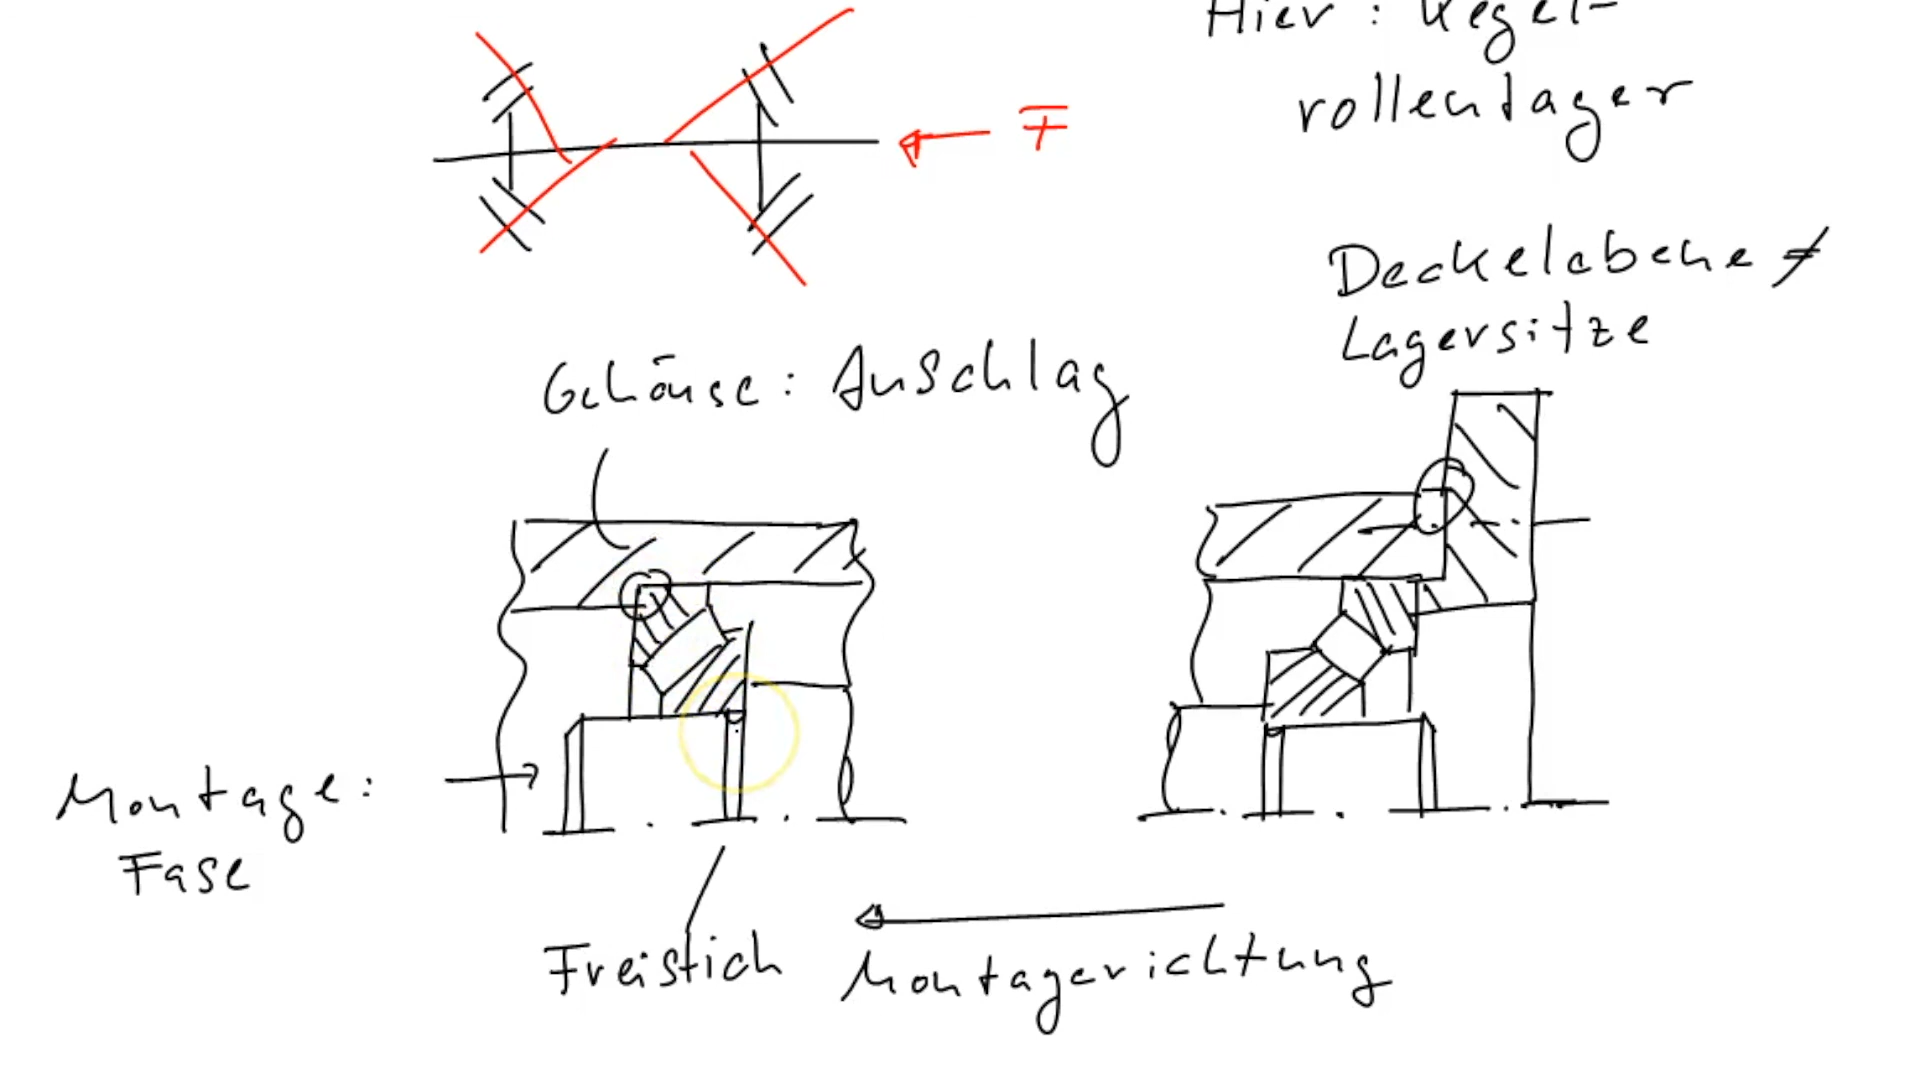 Hier : Kegel-
rollenlager
F
Deckelebene ≠
Lagersitze
Gehäuse : Anschlag
Montage :
Fase
Freistich
Montagerichtung